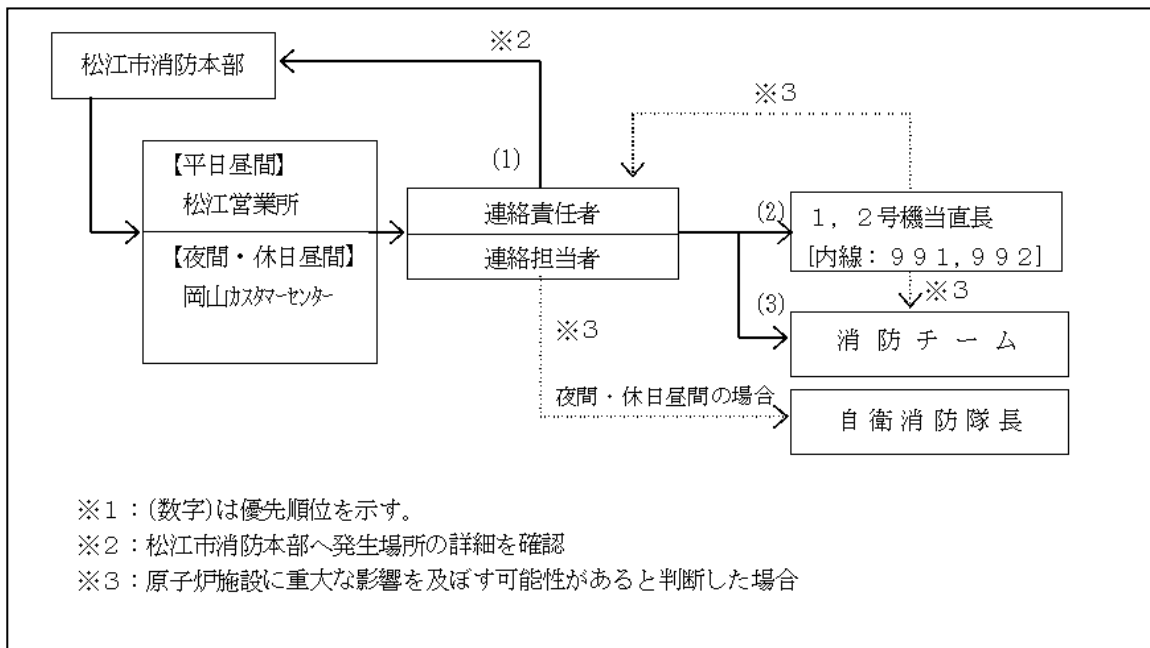 ※2
松江市消防本部
※3
【平日昼間】
松江営業所
【夜間・休日昼間】
岡山カスタマーセンター
(1)
連絡責任者
連絡担当者
(2)
1,2号機当直長
[内線:991,992]
※3
(3)
消防チーム
※3
夜間・休日昼間の場合
自衛消防隊長
※1:(数字)は優先順位を示す。
※2:松江市消防本部へ発生場所の詳細を確認
※3:原子炉施設に重大な影響を及ぼす可能性があると判断した場合